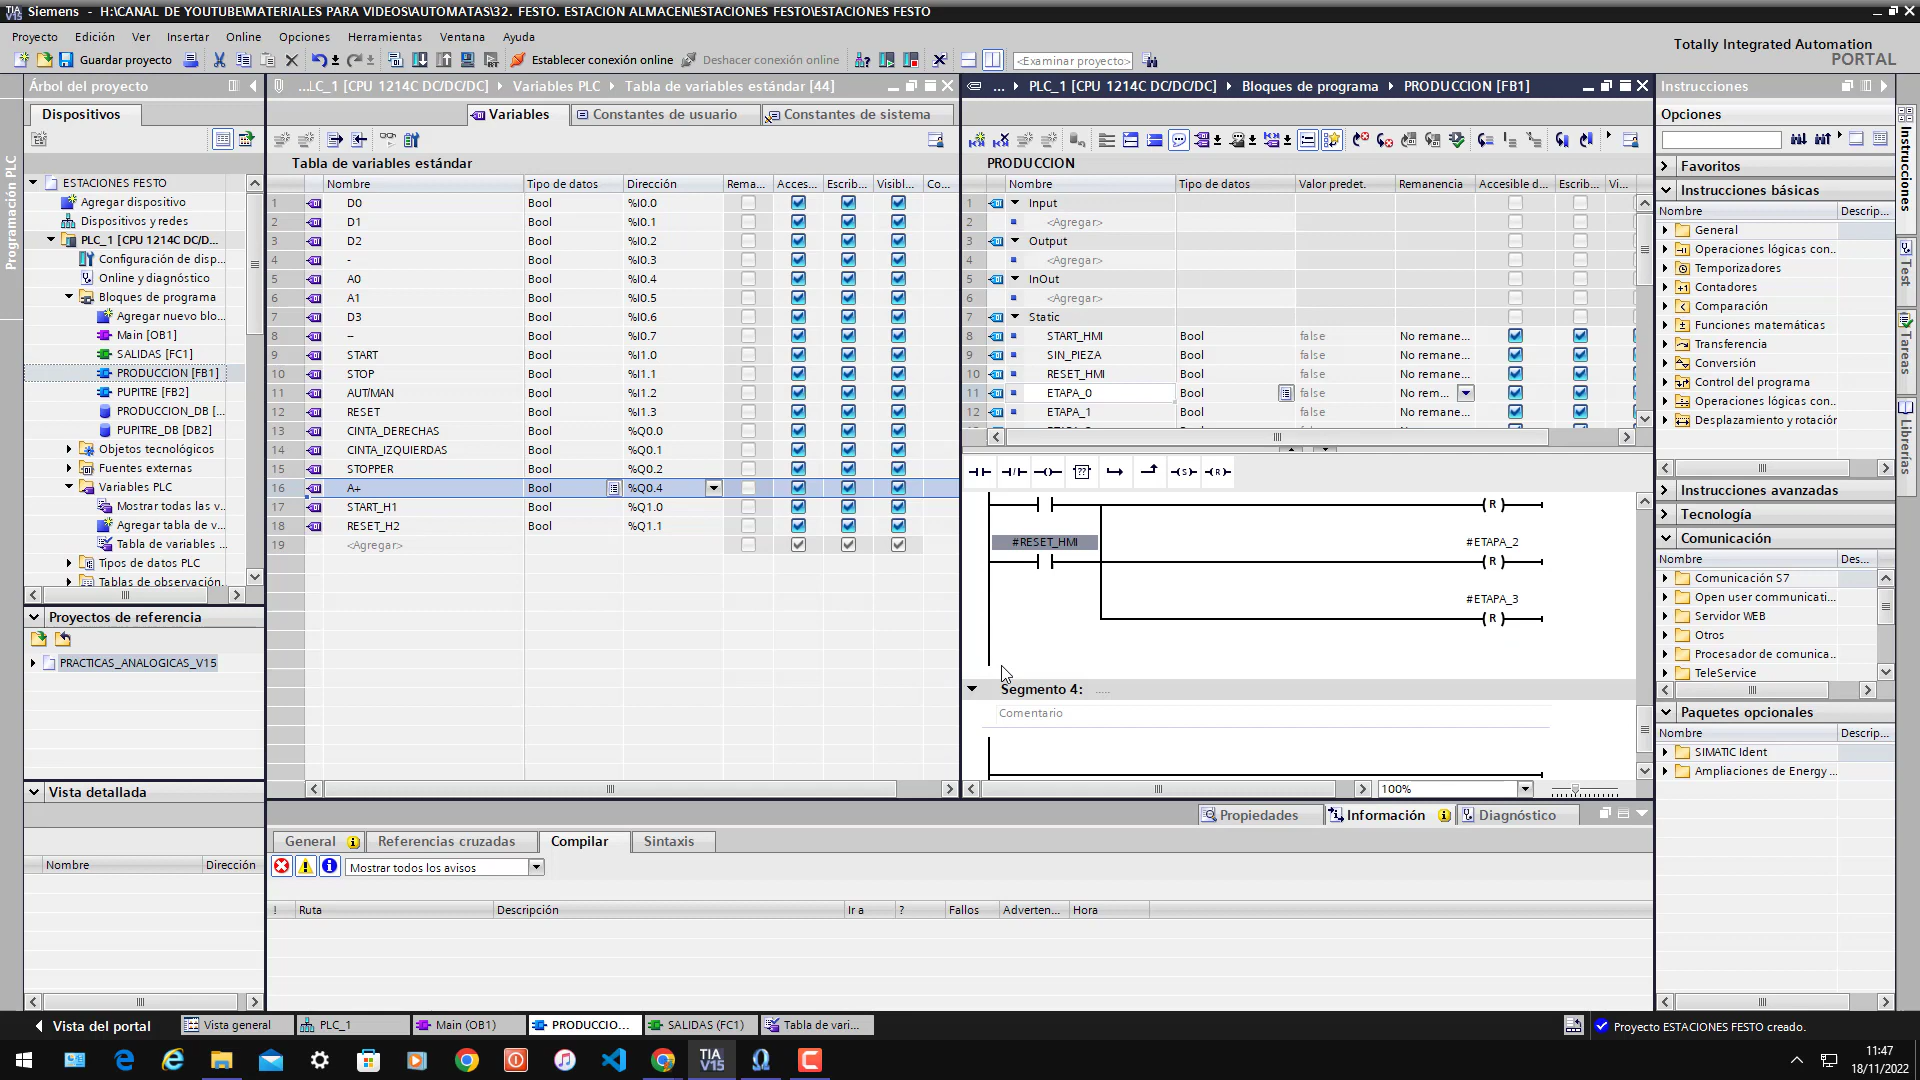 Siemens - H:\CANAL DE YOUTUBE\MATERIALES PARA VIDEOS\AUTOMATAS\32. FESTO. ESTACION ALMACEN\ESTACIONES FESTO\ESTACIONES FESTO
Proyecto Edición Ver Insertar Online Opciones Herramientas Ventana Ayuda
Totally Integrated Automation
PORTAL
Guardar proyecto
Establecer conexión online
Deshacer conexión online
<Examinar proyecto>
Programación PLC
Árbol del proyecto
Dispositivos
ESTACIONES FESTO
Agregar dispositivo
Dispositivos y redes
PLC_1 [CPU 1214C DC/D...
Configuración de disp...
Online y diagnóstico
Bloques de programa
Agregar nuevo blo...
Main [OB1]
SALIDAS [FC1]
PRODUCCION [FB1]
PUPITRE [FB2]
PRODUCCION_DB [...
PUPITRE_DB [DB2]
Objetos tecnológicos
Fuentes externas
Variables PLC
Mostrar todas las v...
Agregar tabla de v...
Tabla de variables ...
Tipos de datos PLC
Tablas de observación...
Proyectos de referencia
PRACTICAS_ANALOGICAS_V15
Vista detallada
Nombre Dirección
...LC_1 [CPU 1214C DC/DC/DC] Variables PLC Tabla de variables estándar [44]
Variables Constantes de usuario Constantes de sistema
Tabla de variables estándar
Nombre Tipo de datos Dirección Rema... Acces... Escrib... Visibl... Co...
1 D0 Bool %I0.0
2 D1 Bool %I0.1
3 D2 Bool %I0.2
4 - Bool %I0.3
5 A0 Bool %I0.4
6 A1 Bool %I0.5
7 D3 Bool %I0.6
8 -- Bool %I0.7
9 START Bool %I1.0
10 STOP Bool %I1.1
11 AUT/MAN Bool %I1.2
12 RESET Bool %I1.3
13 CINTA_DERECHAS Bool %Q0.0
14 CINTA_IZQUIERDAS Bool %Q0.1
15 STOPPER Bool %Q0.2
16 A+ Bool %Q0.4
17 START_H1 Bool %Q1.0
18 RESET_H2 Bool %Q1.1
19 <Agregar>
... PLC_1 [CPU 1214C DC/DC/DC] Bloques de programa PRODUCCION [FB1]
PRODUCCION
Nombre Tipo de datos Valor predet. Remanencia Accesible d... Escrib... Vi...
1 Input
2 <Agregar>
3 Output
4 <Agregar>
5 InOut
6 <Agregar>
7 Static
8 START_HMI Bool false No remane...
9 SIN_PIEZA Bool false No remane...
10 RESET_HMI Bool false No remane...
11 ETAPA_0 Bool false No rem...
12 ETAPA_1 Bool false No remane...
??
S
R
R
#RESET_HMI #ETAPA_2
R
#ETAPA_3
R
Segmento 4: .....
Comentario
100%
Propiedades Información Diagnóstico
General Referencias cruzadas Compilar Sintaxis
Mostrar todos los avisos
! Ruta Descripción Ir a ? Fallos Adverten... Hora
Instrucciones
Opciones
Favoritos
Instrucciones básicas
Nombre Descrip...
General
Operaciones lógicas con...
Temporizadores
Contadores
Comparación
Funciones matemáticas
Transferencia
Conversión
Control del programa
Operaciones lógicas con...
Desplazamiento y rotación
Instrucciones avanzadas
Tecnología
Comunicación
Nombre Des...
Comunicación S7
Open user communicati...
Servidor WEB
Otros
Procesador de comunica...
TeleService
Paquetes opcionales
Nombre Descrip...
SIMATIC Ident
Ampliaciones de Energy ...
Instrucciones
Test
Tareas
Librerías
Vista del portal
Vista general
PLC_1
Main (OB1)
PRODUCCIO...
SALIDAS (FC1)
Tabla de vari...
Proyecto ESTACIONES FESTO creado.
TIA
V15
11:47
18/11/2022